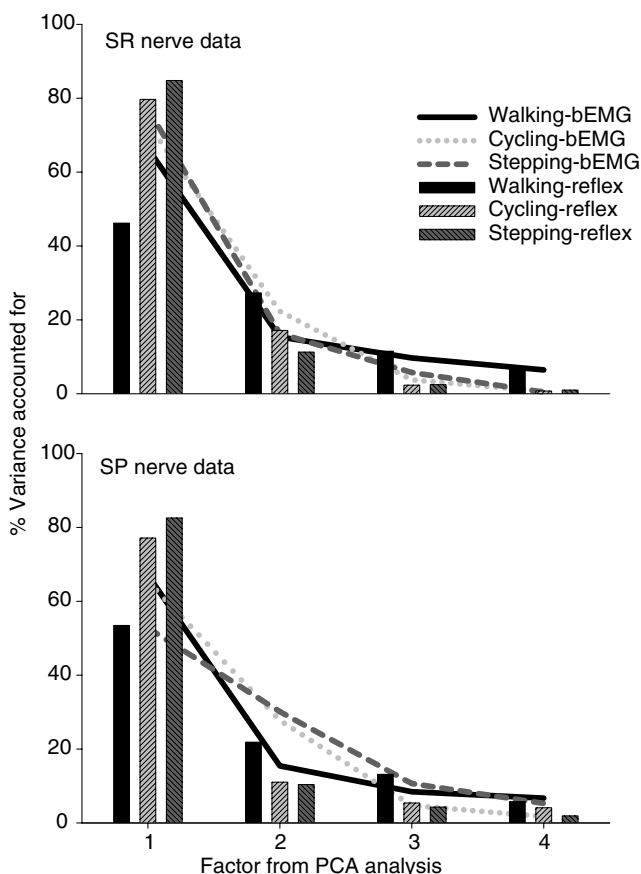 100
SR nerve data
80
60
40
20
0
Walking-bEMG
Cycling-bEMG
Stepping-bEMG
Walking-reflex
Cycling-reflex
Stepping-reflex
% Variance accounted for
100
SP nerve data
80
60
40
20
0
1 2 3 4
Factor from PCA analysis